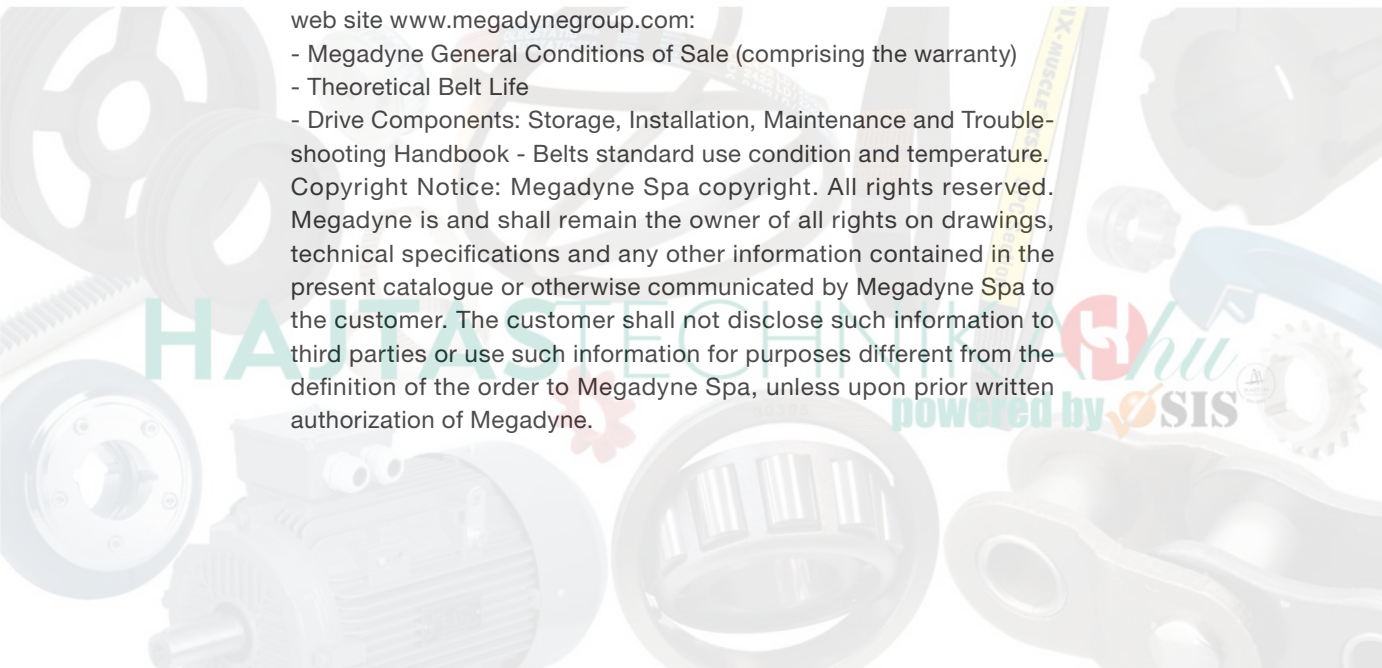 web site www.megadynegroup.com:
- Megadyne General Conditions of Sale (comprising the warranty)
- Theoretical Belt Life
- Drive Components: Storage, Installation, Maintenance and Trouble-
shooting Handbook - Belts standard use condition and temperature.
Copyright Notice: Megadyne Spa copyright. All rights reserved.
Megadyne is and shall remain the owner of all rights on drawings,
technical specifications and any other information contained in the
present catalogue or otherwise communicated by Megadyne Spa to
the customer. The customer shall not disclose such information to
third parties or use such information for purposes different from the
definition of the order to Megadyne Spa, unless upon prior written
authorization of Megadyne.
HAJTASTECHNIKA hu
powered by SIS
IX-MUSCLE
30305